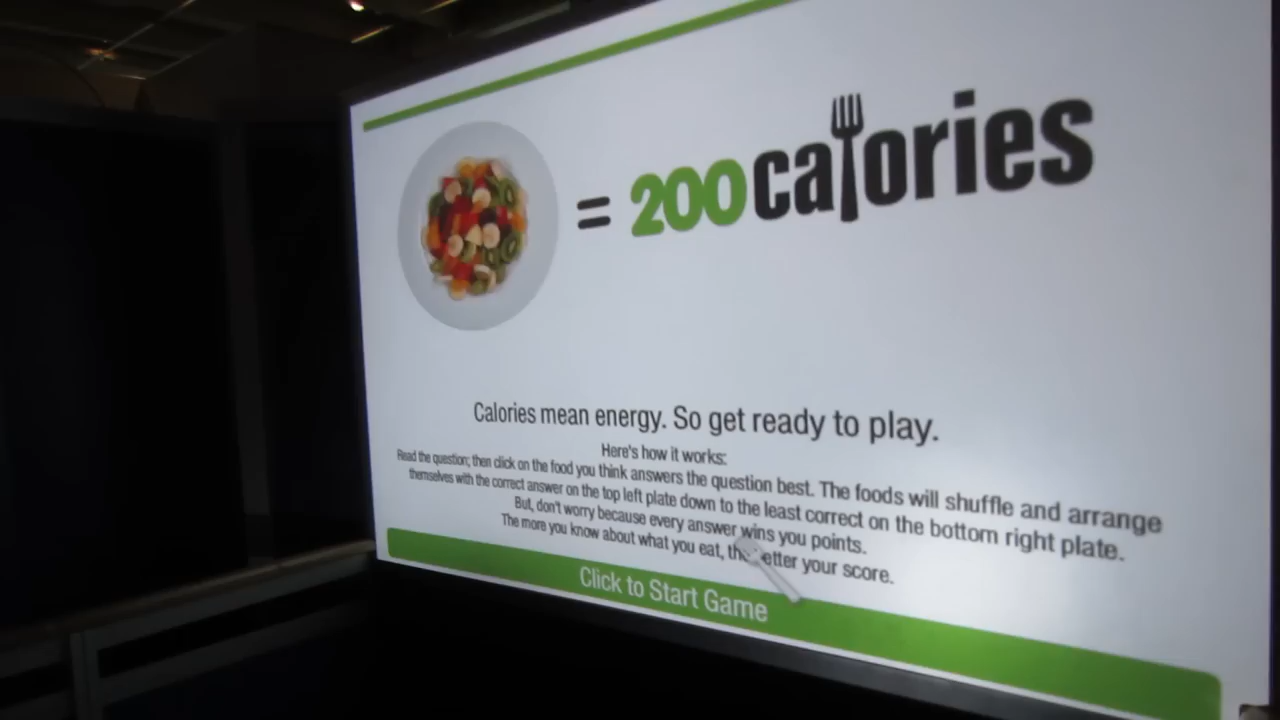 = 200 calories
Calories mean energy. So get ready to play.
Here's how it works:
Read the question; then click on the food you think answers the question best. The foods will shuffle and arrange
themselves with the correct answer on the top left plate down to the least correct on the bottom right plate.
But, don't worry because every answer wins you points.
The more you know about what you eat, the etter your score.
Click to Start Game